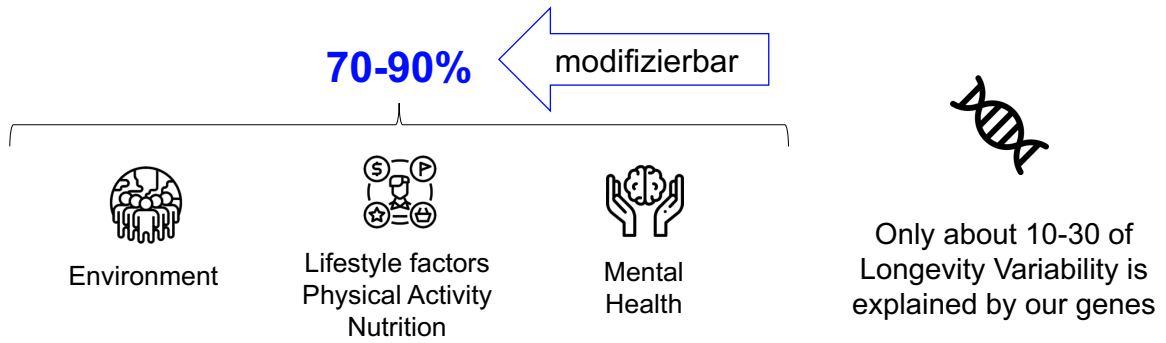 70-90%
modifizierbar
Environment
Lifestyle factors
Physical Activity
Nutrition
Mental
Health
Only about 10-30 of
Longevity Variability is
explained by our genes